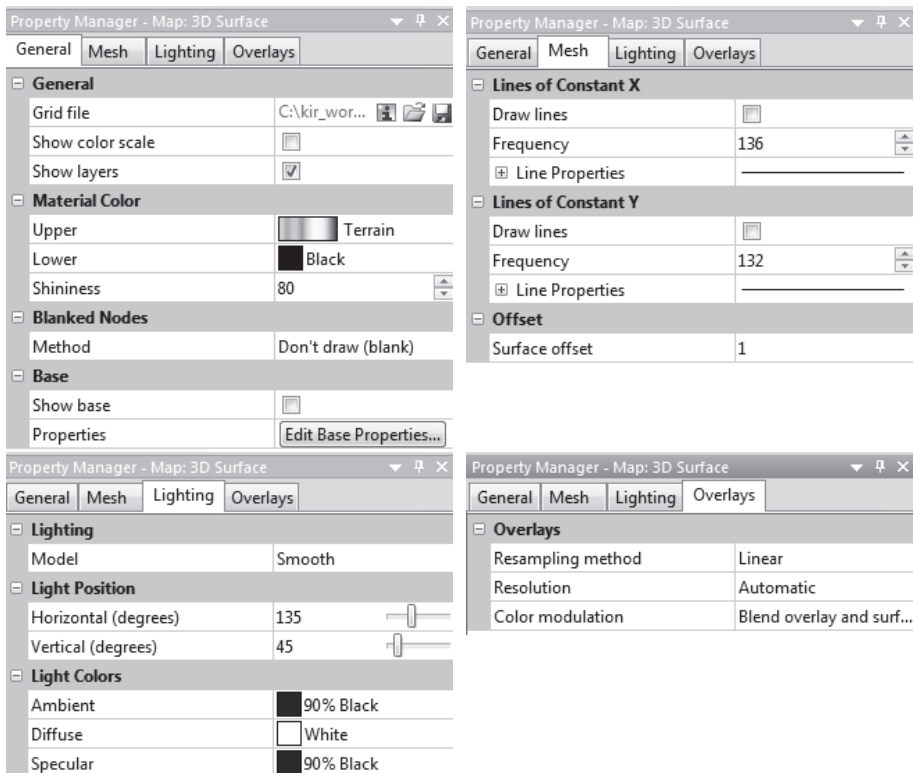 Property Manager - Map: 3D Surface
General Mesh Lighting Overlays
General
Grid file C:\kir_wor...
Show color scale
Show layers
Material Color
Upper Terrain
Lower Black
Shininess 80
Blanked Nodes
Method Don't draw (blank)
Base
Show base
Properties Edit Base Properties...
Property Manager - Map: 3D Surface
General Mesh Lighting Overlays
Lines of Constant X
Draw lines
Frequency 136
Line Properties
Lines of Constant Y
Draw lines
Frequency 132
Line Properties
Offset
Surface offset 1
Property Manager - Map: 3D Surface
General Mesh Lighting Overlays
Lighting
Model Smooth
Light Position
Horizontal (degrees) 135
Vertical (degrees) 45
Light Colors
Ambient 90% Black
Diffuse White
Specular 90% Black
Property Manager - Map: 3D Surface
General Mesh Lighting Overlays
Overlays
Resampling method Linear
Resolution Automatic
Color modulation Blend overlay and surf...